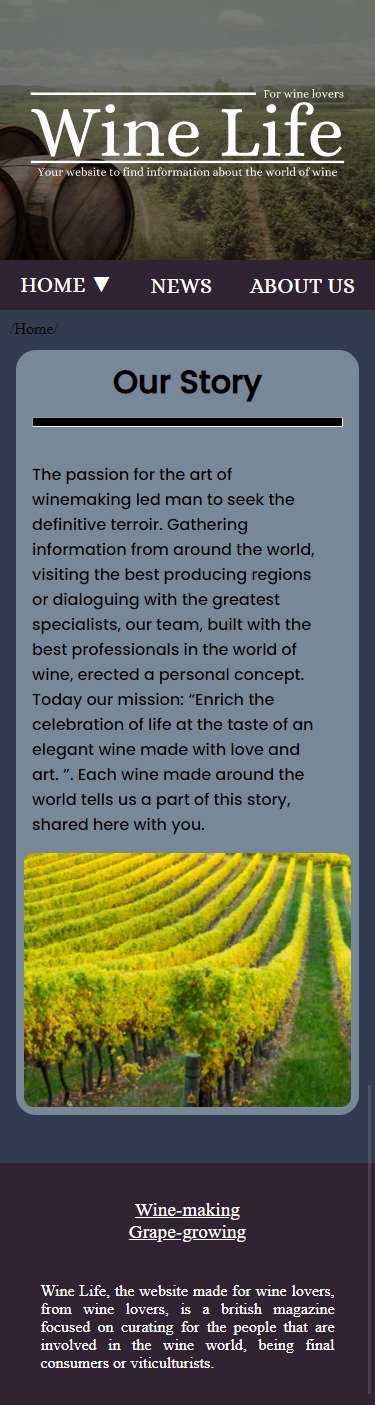 For wine lovers
Wine Life
Your website to find information about the world of wine
HOME ▼ NEWS ABOUT US
/Home/
Our Story
The passion for the art of
winemaking led man to seek the
definitive terroir. Gathering
information from around the world,
visiting the best producing regions
or dialoguing with the greatest
specialists, our team, built with the
best professionals in the world of
wine, erected a personal concept.
Today our mission: “Enrich the
celebration of life at the taste of an
elegant wine made with love and
art. ”. Each wine made around the
world tells us a part of this story,
shared here with you.
Wine-making
Grape-growing
Wine Life, the website made for wine lovers,
from wine lovers, is a british magazine
focused on curating for the people that are
involved in the wine world, being final
consumers or viticulturists.